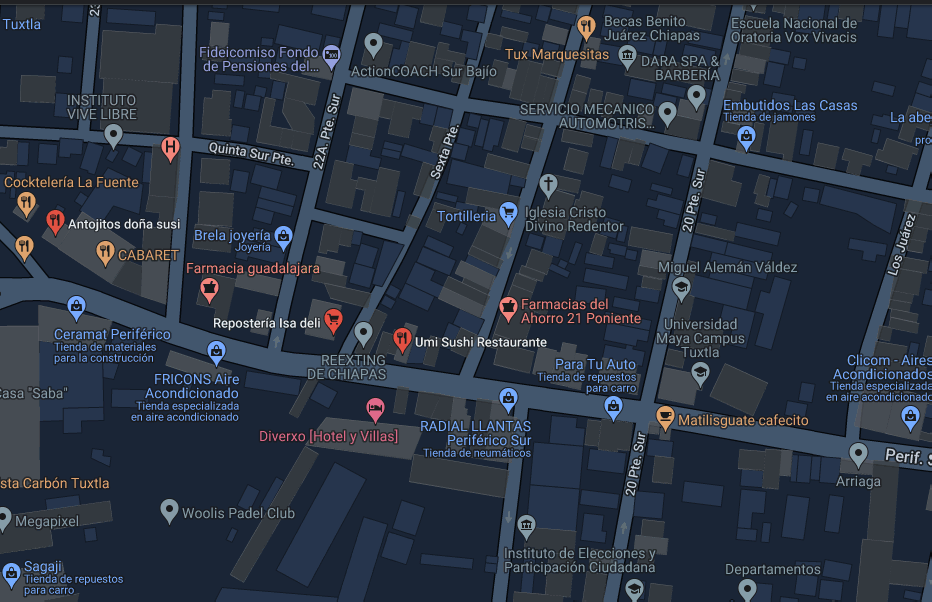 Tuxtla
23
Becas Benito
Juárez Chiapas
Escuela Nacional de
Oratoria Vox Vivacis
Fideicomiso Fondo
de Pensiones del...
ActionCOACH Sur Bajío
Tux Marquesitas
DARA SPA &
BARBERÍA
INSTITUTO
VIVE LIBRE
22A. Pte. Sur
SERVICIO MECANICO
AUTOMOTRIS...
Embutidos Las Casas
Tienda de jamones
La abe
pro
H
Quinta Sur Pte.
Sexta Pte.
Cocktelería La Fuente
Antojitos doña susi
CABARET
Brela joyería
Joyería
Tortilleria
Iglesia Cristo
Divino Redentor
20 Pte. Sur
Los Juárez
Farmacia guadalajara
Miguel Alemán Váldez
Repostería Isa deli
Farmacias del
Ahorro 21 Poniente
Ceramat Periférico
Tienda de materiales
para la construcción
REEXTING
DE CHIAPAS
Umi Sushi Restaurante
Universidad
Maya Campus
Tuxtla
FRICONS Aire
Acondicionado
Tienda especializada
en aire acondicionado
Para Tu Auto
Tienda de repuestos
para carro
Clicom - Aires
Acondicionados
Tienda especializada
en aire acondicionado
Casa "Saba"
Diverxo [Hotel y Villas]
RADIAL LLANTAS
Periférico Sur
Tienda de neumáticos
Matilisguate cafecito
20 Pte. Sur
Perif. S
Arriaga
sta Carbón Tuxtla
Megapixel
Woolis Padel Club
Sagaji
Tienda de repuestos
para carro
Instituto de Elecciones y
Participación Ciudadana
Departamentos